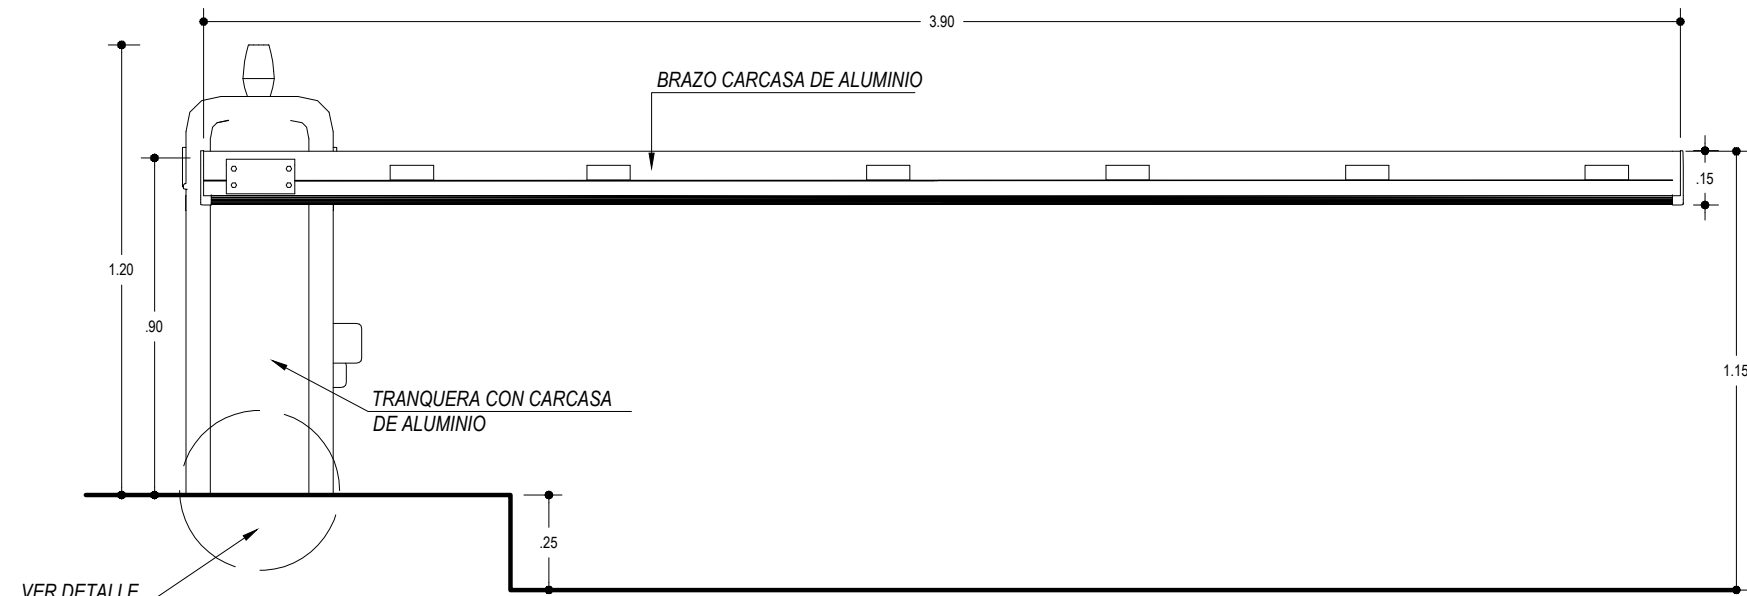 3.90
BRAZO CARCASA DE ALUMINIO
.15
1.20
.90
1.15
TRANQUERA CON CARCASA
DE ALUMINIO
.25
VER DETALLE